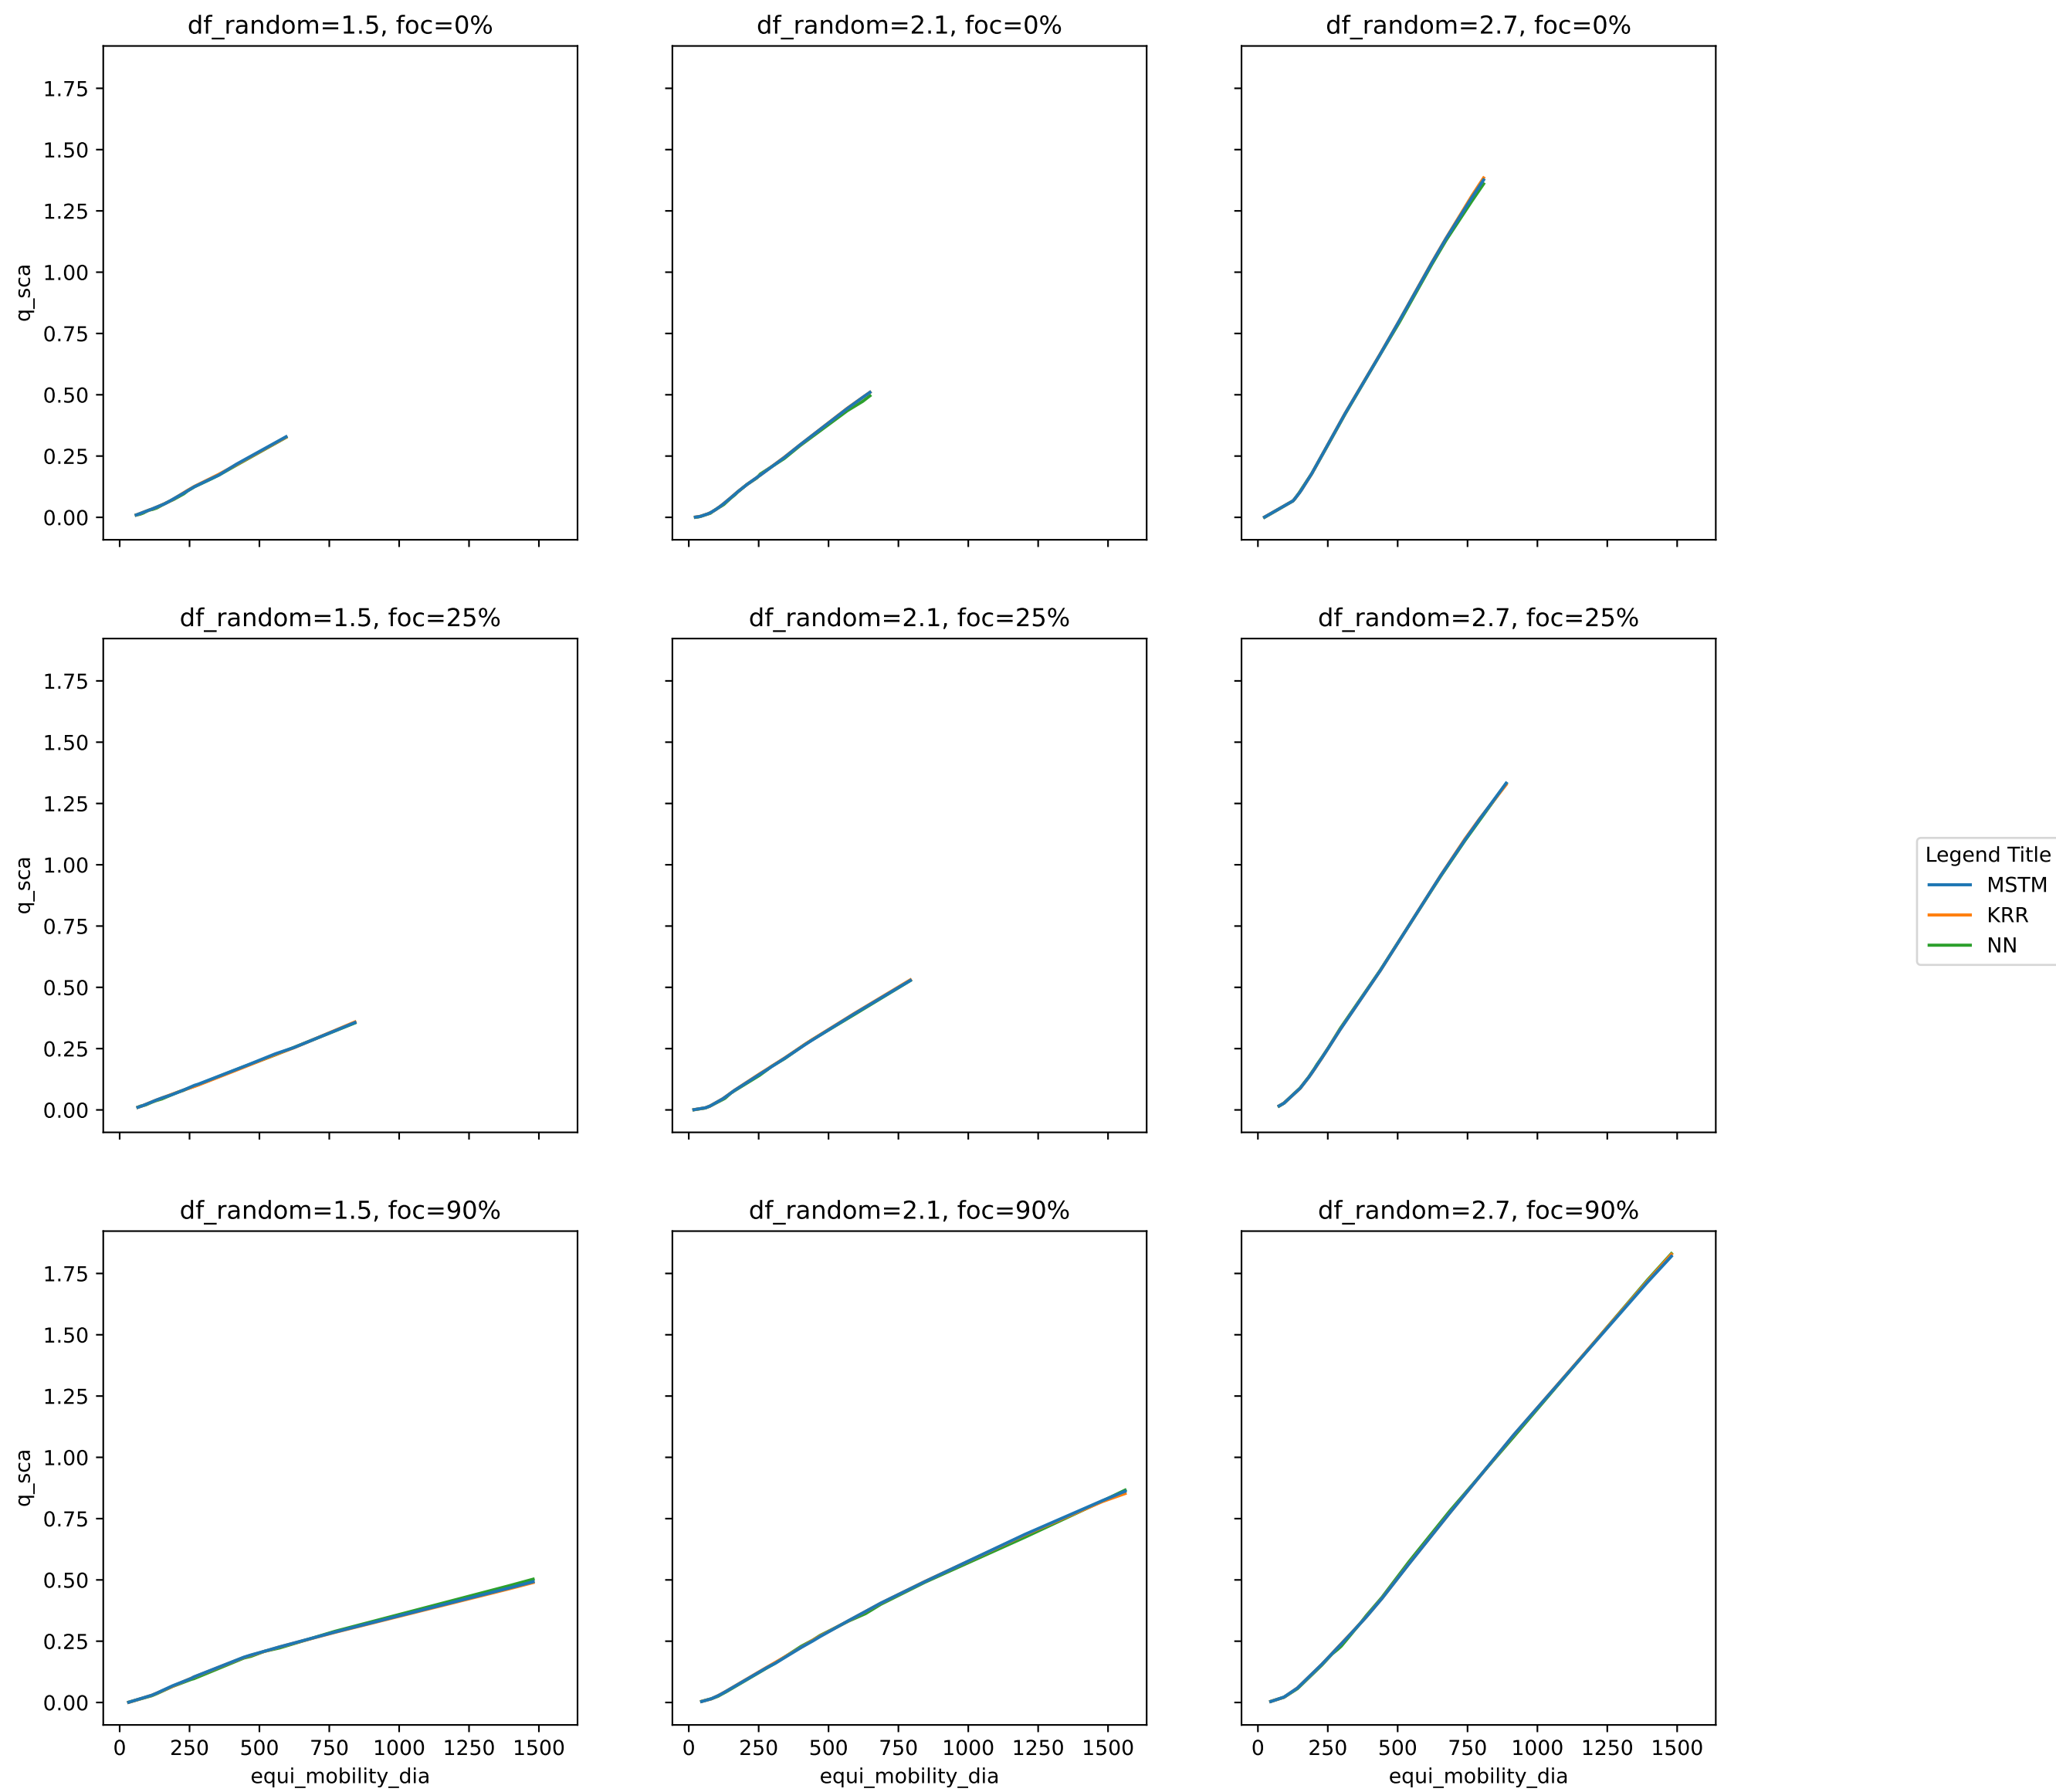 df_random=1.5, foc=0%
df_random=2.1, foc=0%
df_random=2.7, foc=0%
1.75
1.50
1.25
1.00
0.75
0.50
0.25
0.00
q_sca
df_random=1.5, foc=25%
df_random=2.1, foc=25%
df_random=2.7, foc=25%
1.75
1.50
1.25
1.00
0.75
0.50
0.25
0.00
q_sca
Legend Title
MSTM
KRR
NN
df_random=1.5, foc=90%
df_random=2.1, foc=90%
df_random=2.7, foc=90%
1.75
1.50
1.25
1.00
0.75
0.50
0.25
0.00
q_sca
0 250 500 750 1000 1250 1500
0 250 500 750 1000 1250 1500
0 250 500 750 1000 1250 1500
equi_mobility_dia
equi_mobility_dia
equi_mobility_dia